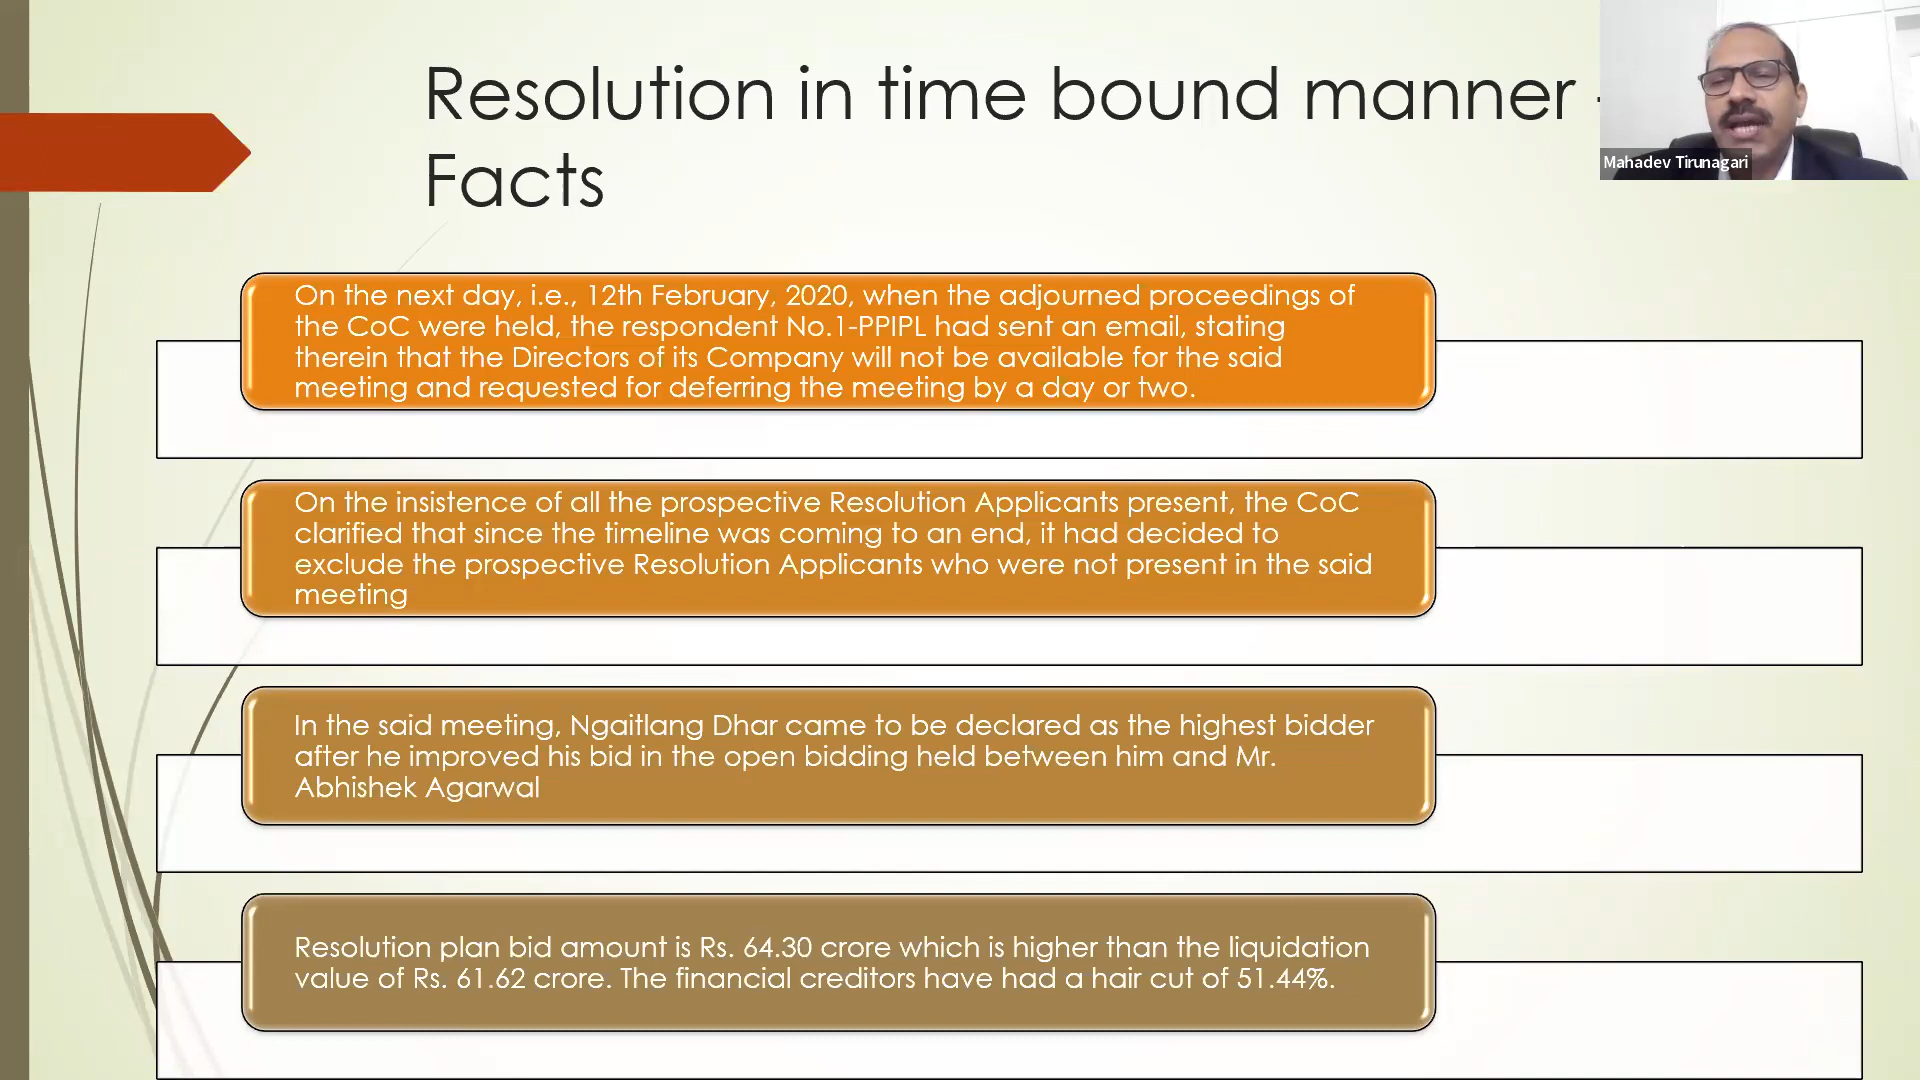 Resolution in time bound manner -
Facts
Mahadev Tirunagari
On the next day, i.e., 12th February, 2020, when the adjourned proceedings of
the CoC were held, the respondent No.1-PPIPL had sent an email, stating
therein that the Directors of its Company will not be available for the said
meeting and requested for deferring the meeting by a day or two.
On the insistence of all the prospective Resolution Applicants present, the CoC
clarified that since the timeline was coming to an end, it had decided to
exclude the prospective Resolution Applicants who were not present in the said
meeting
In the said meeting, Ngaitlang Dhar came to be declared as the highest bidder
after he improved his bid in the open bidding held between him and Mr.
Abhishek Agarwal
Resolution plan bid amount is Rs. 64.30 crore which is higher than the liquidation
value of Rs. 61.62 crore. The financial creditors have had a hair cut of 51.44%.